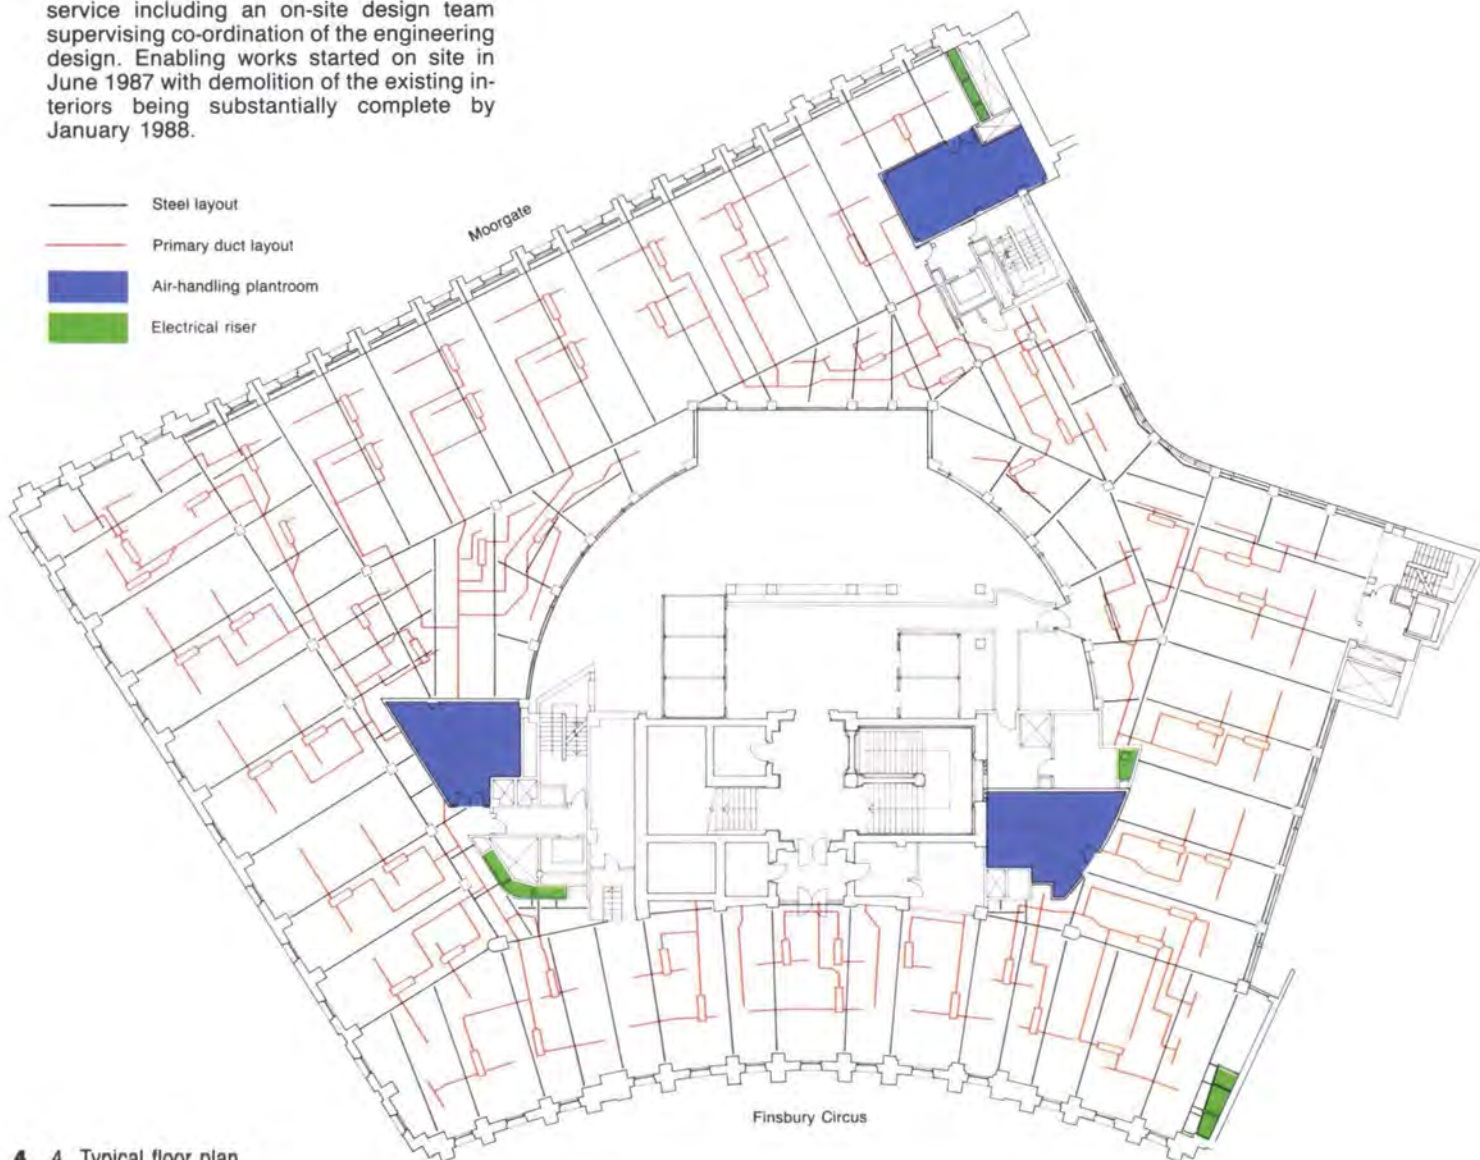 service including an on-site design team
supervising co-ordination of the engineering
design. Enabling works started on site in
June 1987 with demolition of the existing in-
teriors being substantially complete by
January 1988.
Steel layout
Primary duct layout
Air-handling plantroom
Electrical riser
Moorgate
Finsbury Circus
4 4. Typical floor plan